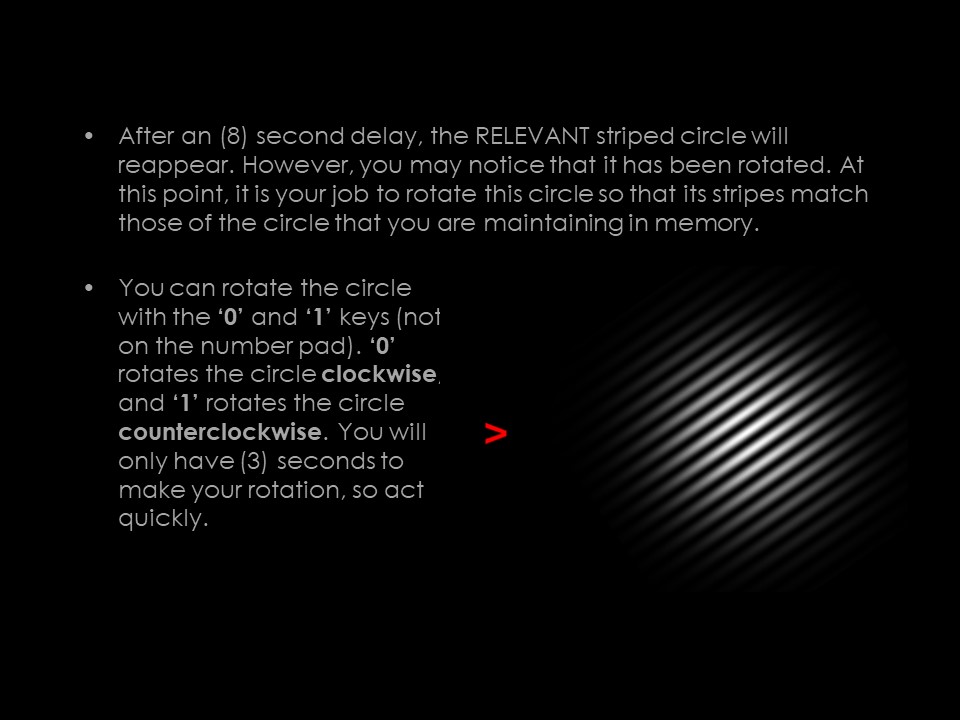 • After an (8) second delay, the RELEVANT striped circle will
reappear. However, you may notice that it has been rotated. At
this point, it is your job to rotate this circle so that its stripes match
those of the circle that you are maintaining in memory.
• You can rotate the circle
with the ‘0’ and ‘1’ keys (not
on the number pad). ‘0’
rotates the circle clockwise,
and ‘1’ rotates the circle
counterclockwise. You will
only have (3) seconds to
make your rotation, so act
quickly.
>